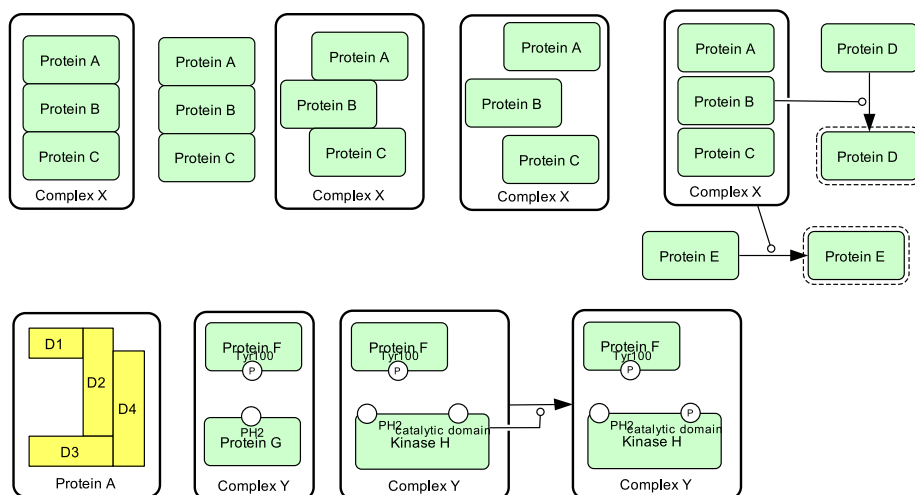 Protein A
Protein B
Protein C
Complex X
Protein A
Protein B
Protein C
Protein A
Protein B
Protein C
Complex X
Protein A
Protein B
Protein C
Complex X
Protein A
Protein B
Protein C
Complex X
Protein D
Protein D
Protein E
Protein E
D1
D2
D4
D3
Protein A
Protein F
Tyr100
P
PH2
Protein G
Complex Y
Protein F
Tyr100
P
PH2 catalytic domain
Kinase H
Complex Y
Protein F
Tyr100
P
P
PH2 catalytic domain
Kinase H
Complex Y